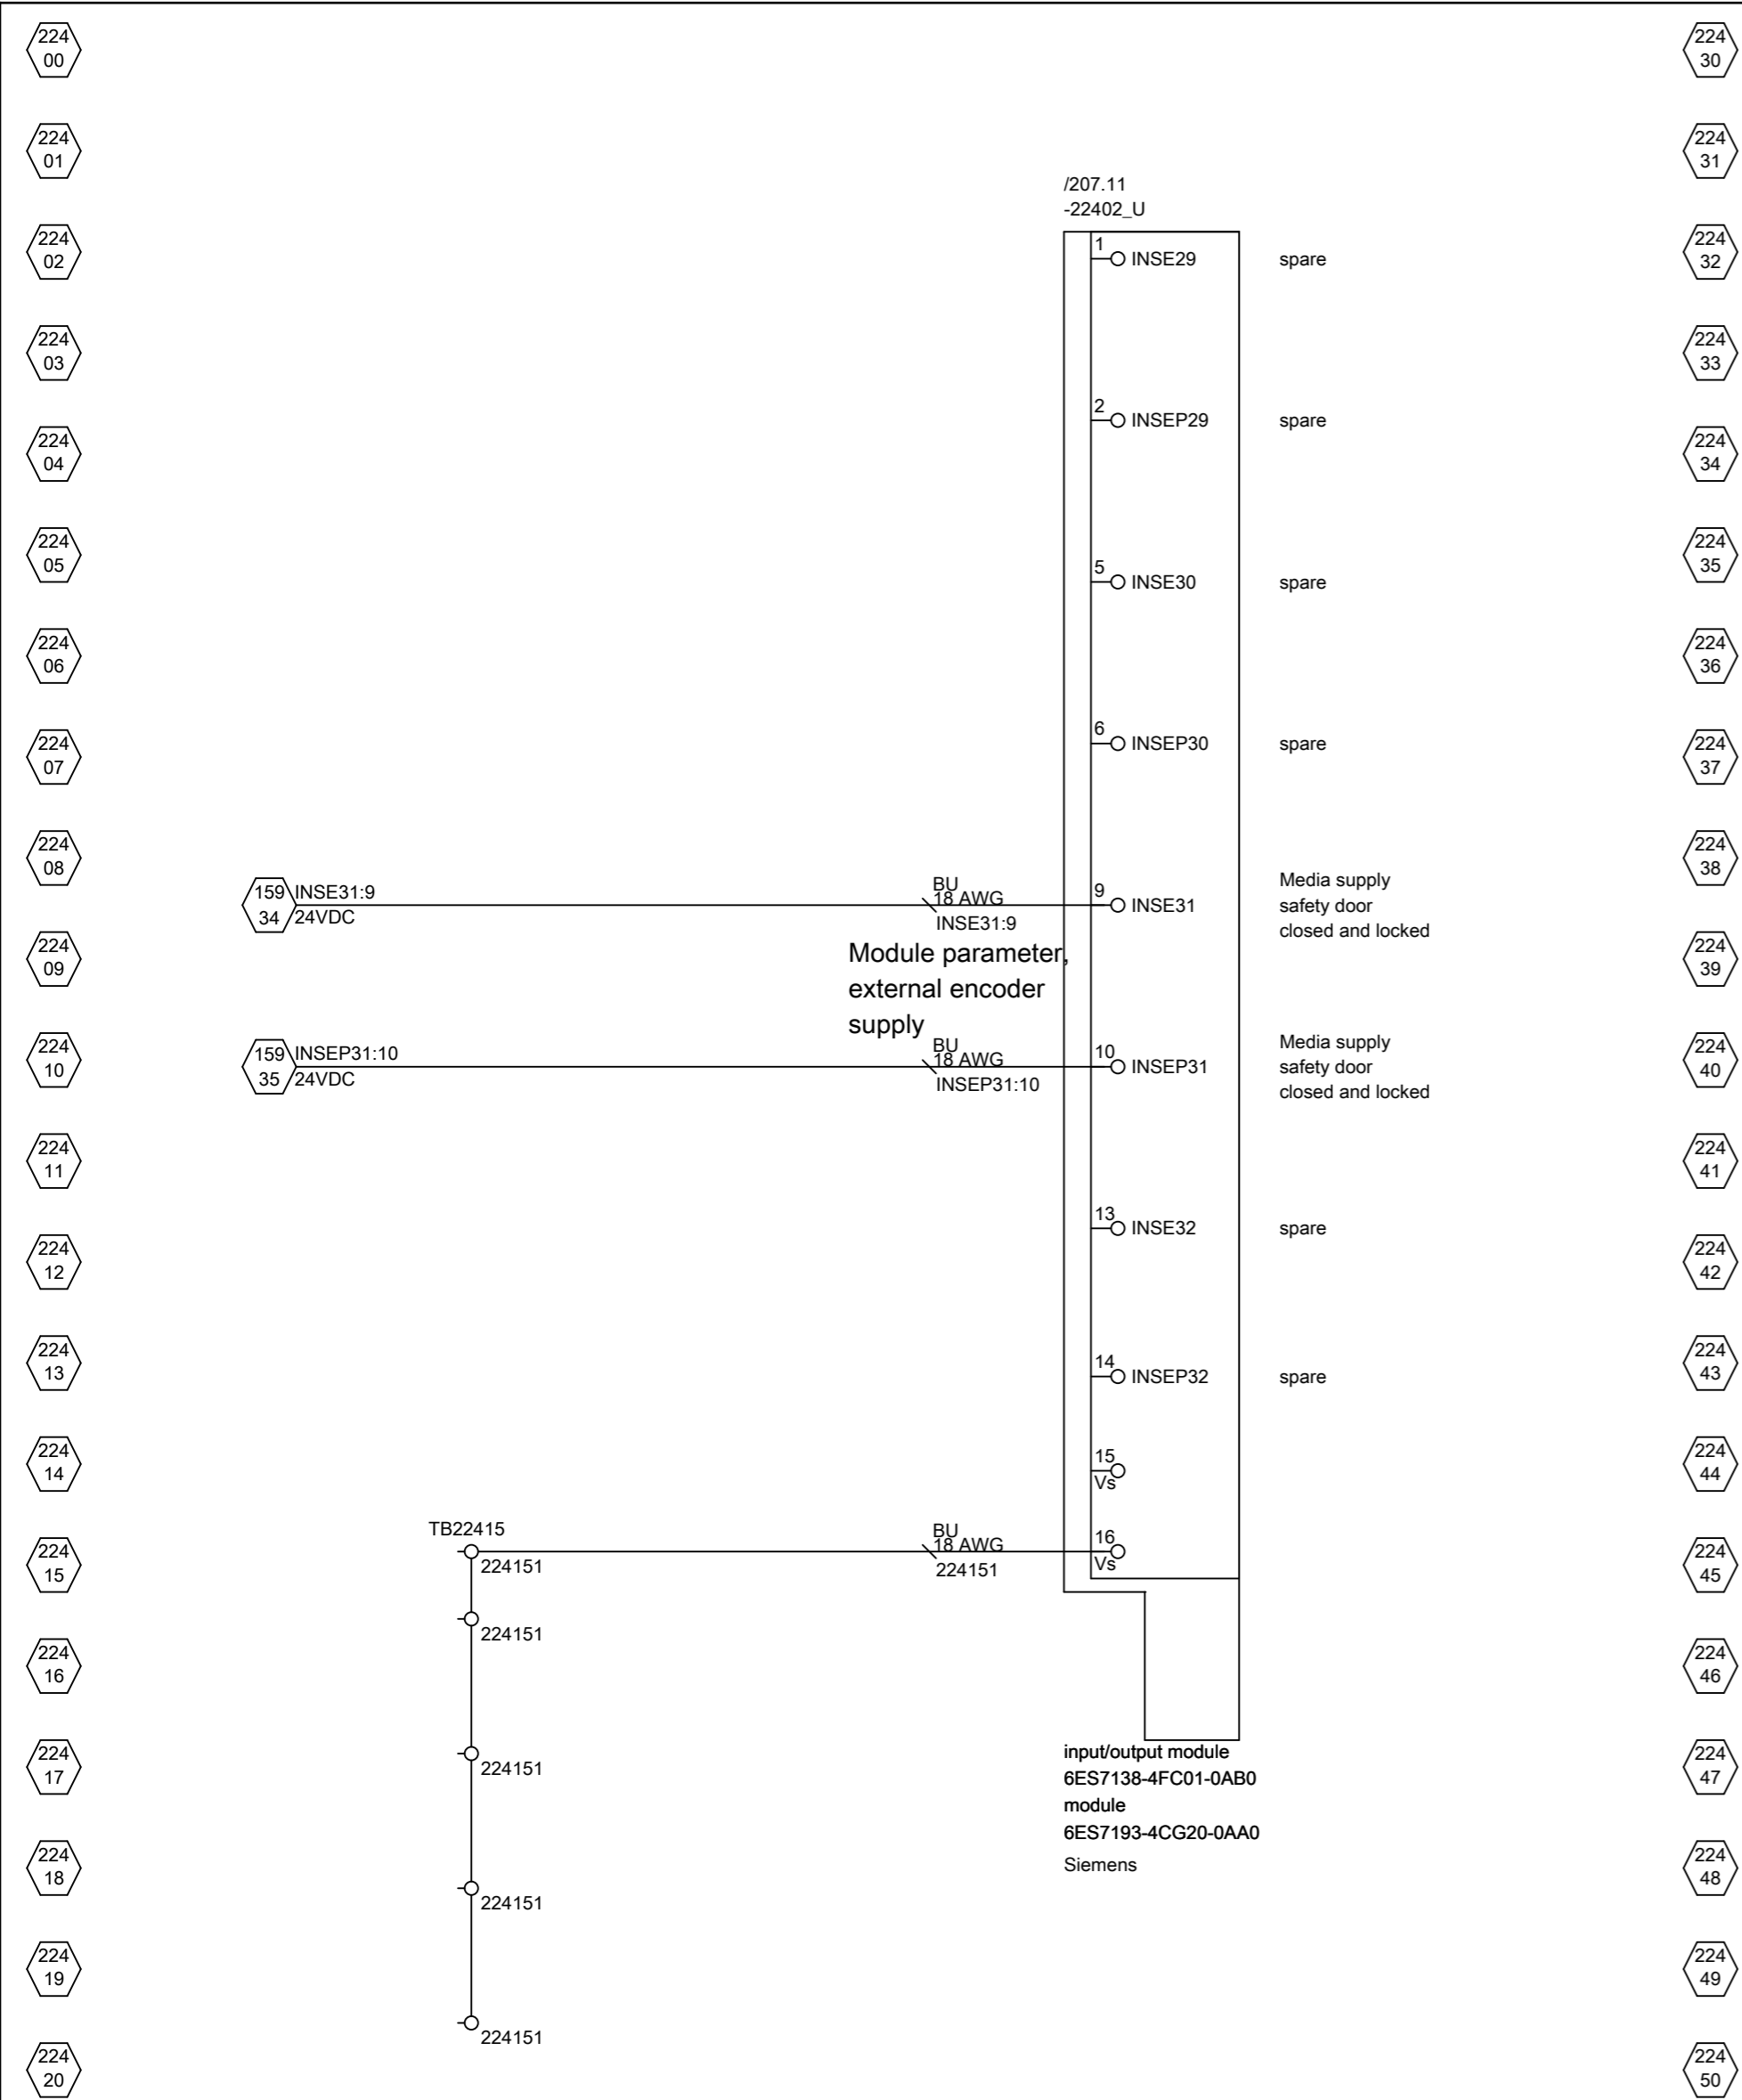 224
00
224
30
224
01
224
31
/207.11
-22402_U
224
02
1
INSE29
spare
224
32
224
03
224
33
2
INSEP29
spare
224
04
224
34
224
05
5
INSE30
spare
224
35
224
06
224
36
6
INSEP30
spare
224
07
224
37
224
08
224
38
159
34
INSE31:9
24VDC
BU
18 AWG
INSE31:9
9
INSE31
Media supply
safety door
closed and locked
224
09
Module parameter,
external encoder
supply
224
39
224
10
159
35
INSEP31:10
24VDC
BU
18 AWG
INSEP31:10
10
INSEP31
Media supply
safety door
closed and locked
224
40
224
11
224
41
13
INSE32
spare
224
12
224
42
224
13
14
INSEP32
spare
224
43
224
14
15
Vs
224
44
TB22415
224
15
224151
BU
18 AWG
224151
16
Vs
224
45
224151
224
16
224
46
224
17
224151
input/output module
6ES7138-4FC01-0AB0
module
6ES7193-4CG20-0AA0
Siemens
224
47
224
18
224151
224
48
224
19
224
49
224151
224
20
224
50